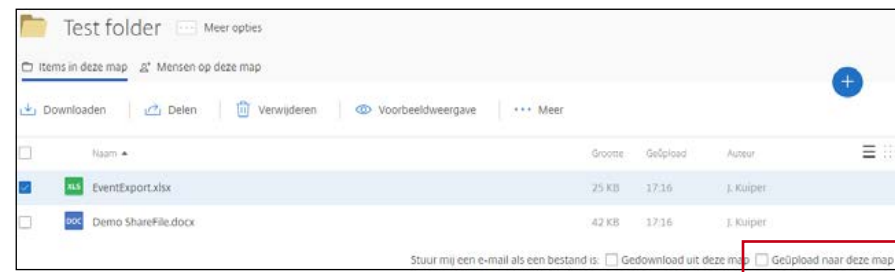 Test folder ··· Meer opties
Items in deze map Mensen op deze map
+
Downloaden Delen Verwijderen Voorbeeldweergave ··· Meer
Naam ▲ Grootte Geüpload Auteur
XLS EventExport.xlsx 25 KB 17:16 J. Kuiper
DOC Demo ShareFile.docx 42 KB 17:16 J. Kuiper
Stuur mij een e-mail als een bestand is: Gedownload uit deze map Geüpload naar deze map